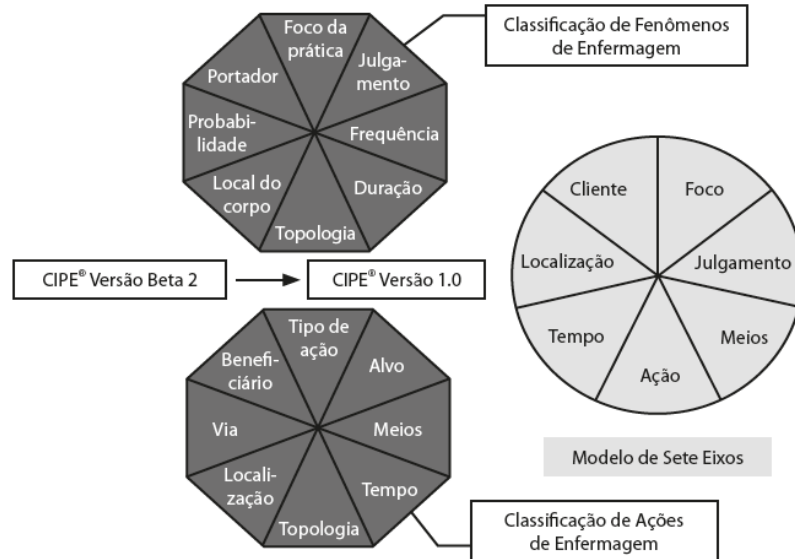 Classificação de Fenômenos
de Enfermagem
Foco da
prática
Julga-
mento
Frequência
Duração
Topologia
Local do
corpo
Probabi-
lidade
Portador
CIPE® Versão Beta 2
CIPE® Versão 1.0
Tipo de
ação
Alvo
Meios
Tempo
Topologia
Locali-
zação
Via
Benefi-
ciário
Classificação de Ações
de Enfermagem
Foco
Julgamento
Meios
Ação
Tempo
Localização
Cliente
Modelo de Sete Eixos